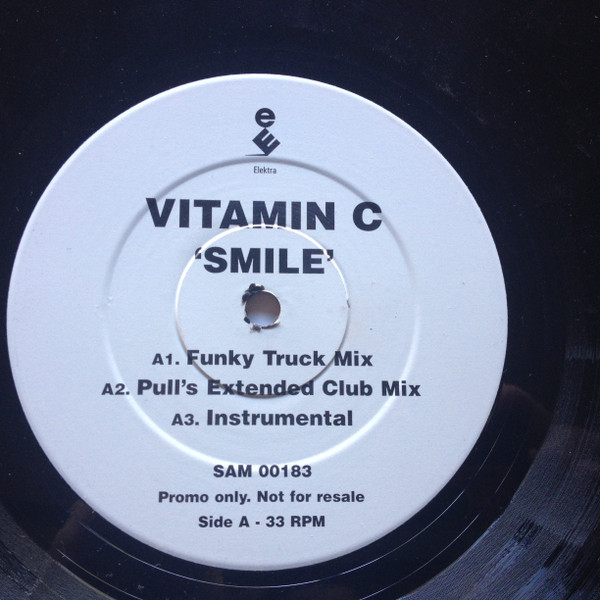 Elektra
VITAMIN C
‘SMILE’
A1. Funky Truck Mix
A2. Pull’s Extended Club Mix
A3. Instrumental
SAM 00183
Promo only. Not for resale
Side A - 33 RPM